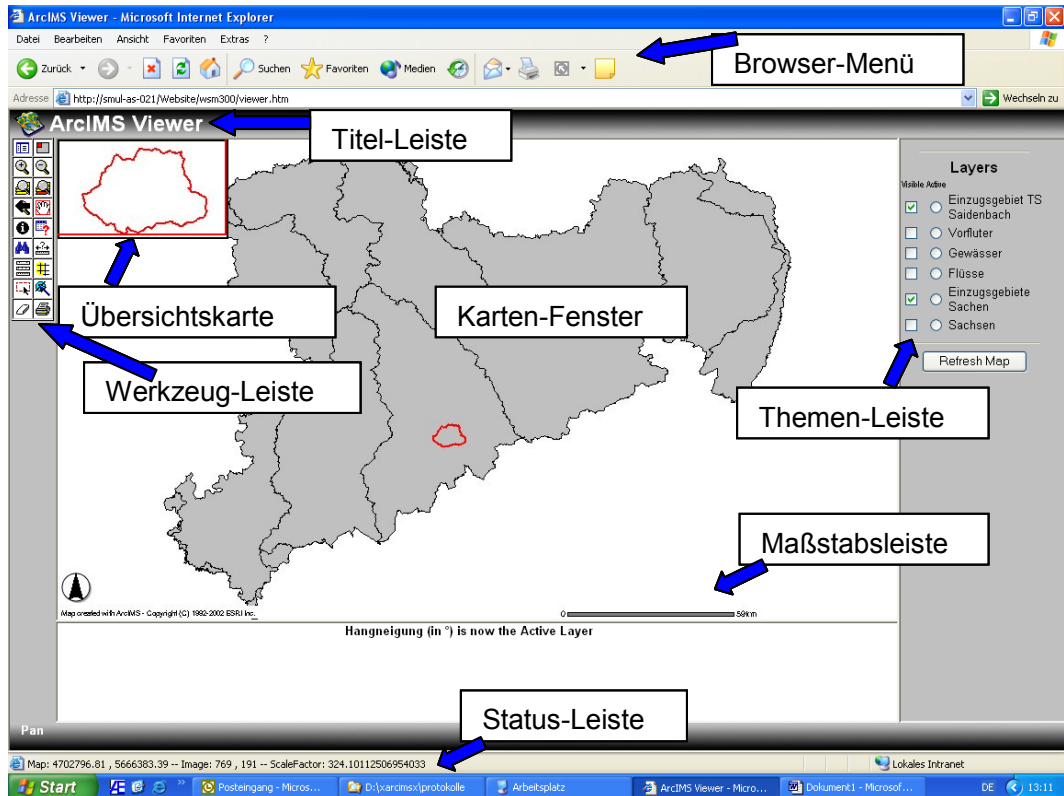 ArcIMS Viewer - Microsoft Internet Explorer
Datei Bearbeiten Ansicht Favoriten Extras ?
Zurück Suchen Favoriten Medien
Browser-Menü
Adresse http://smul-as-021/Website/wsm300/viewer.htm Wechseln zu
ArcIMS Viewer
Titel-Leiste
Layers
Visible Active
Einzugsgebiet TS
Saidenbach
Vorfluter
Gewässer
Flüsse
Einzugsgebiete
Sachen
Sachsen
Refresh Map
Übersichtskarte
Karten-Fenster
Werkzeug-Leiste
Themen-Leiste
Maßstabsleiste
Map created with ArcIMS - Copyright (C) 1992-2002 ESRI Inc.
0 59km
Hangneigung (in °) is now the Active Layer
Status-Leiste
Pan
Map: 4702796.81 , 5666383.39 -- Image: 769 , 191 -- ScaleFactor: 324.10112506954033
Lokales Intranet
Start Posteingang - Micros... D:\xarcimsx\protokolle Arbeitsplatz ArcIMS Viewer - Micro... Dokument1 - Microsof... DE 13:11